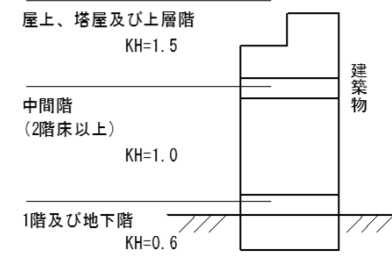 屋上、塔屋及び上層階
KH=1.5
建築物
中間階
(2階床以上)
KH=1.0
1階及び地下階
KH=0.6